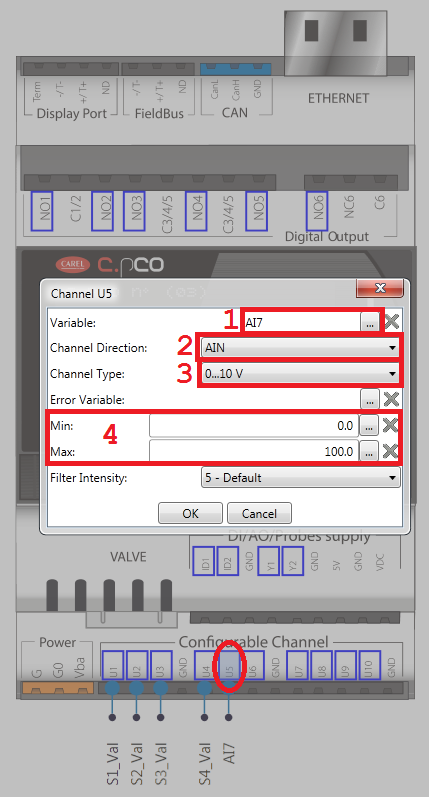 ETHERNET
Term -/T- +/T+ ND -/T- +/T+ ND CanL CanH GND
Display Port FieldBus CAN
NO1 C1/2 NO2 NO3 C3/4/5 NO4 C3/4/5 NO5 NO6 NC6 C6
Digital Output
CAREL c.pco
Channel U5
Variable: 1 AI7 ...
Channel Direction: 2 AIN
Channel Type: 3 0...10 V
Error Variable: ...
Min: 0.0 ...
4
Max: 100.0 ...
Filter Intensity: 5 - Default
OK Cancel
DI/AO/Probes supply
VALVE
ID1 ID2 GND Y1 Y2 GND 5V GND VDC
Power Configurable Channel
G G0 Vba U1 U2 U3 GND U4 U5 U6 GND U7 U8 U9 U10 GND
S1_Val S2_Val S3_Val S4_Val AI7